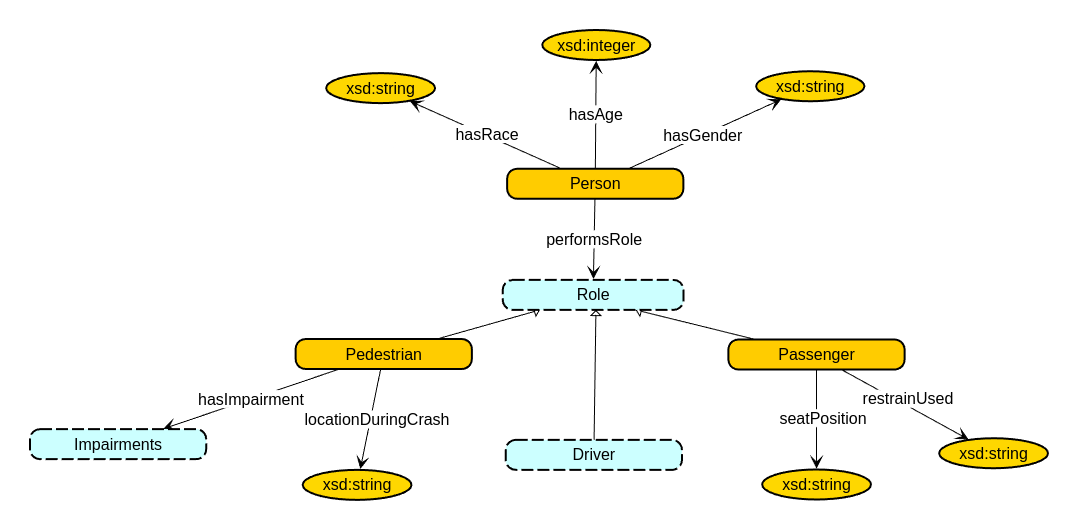 xsd:integer
xsd:string
xsd:string
hasAge
hasRace
hasGender
Person
performsRole
Role
Pedestrian
Passenger
hasImpairment
restrainUsed
locationDuringCrash
seatPosition
Impairments
Driver
xsd:string
xsd:string
xsd:string